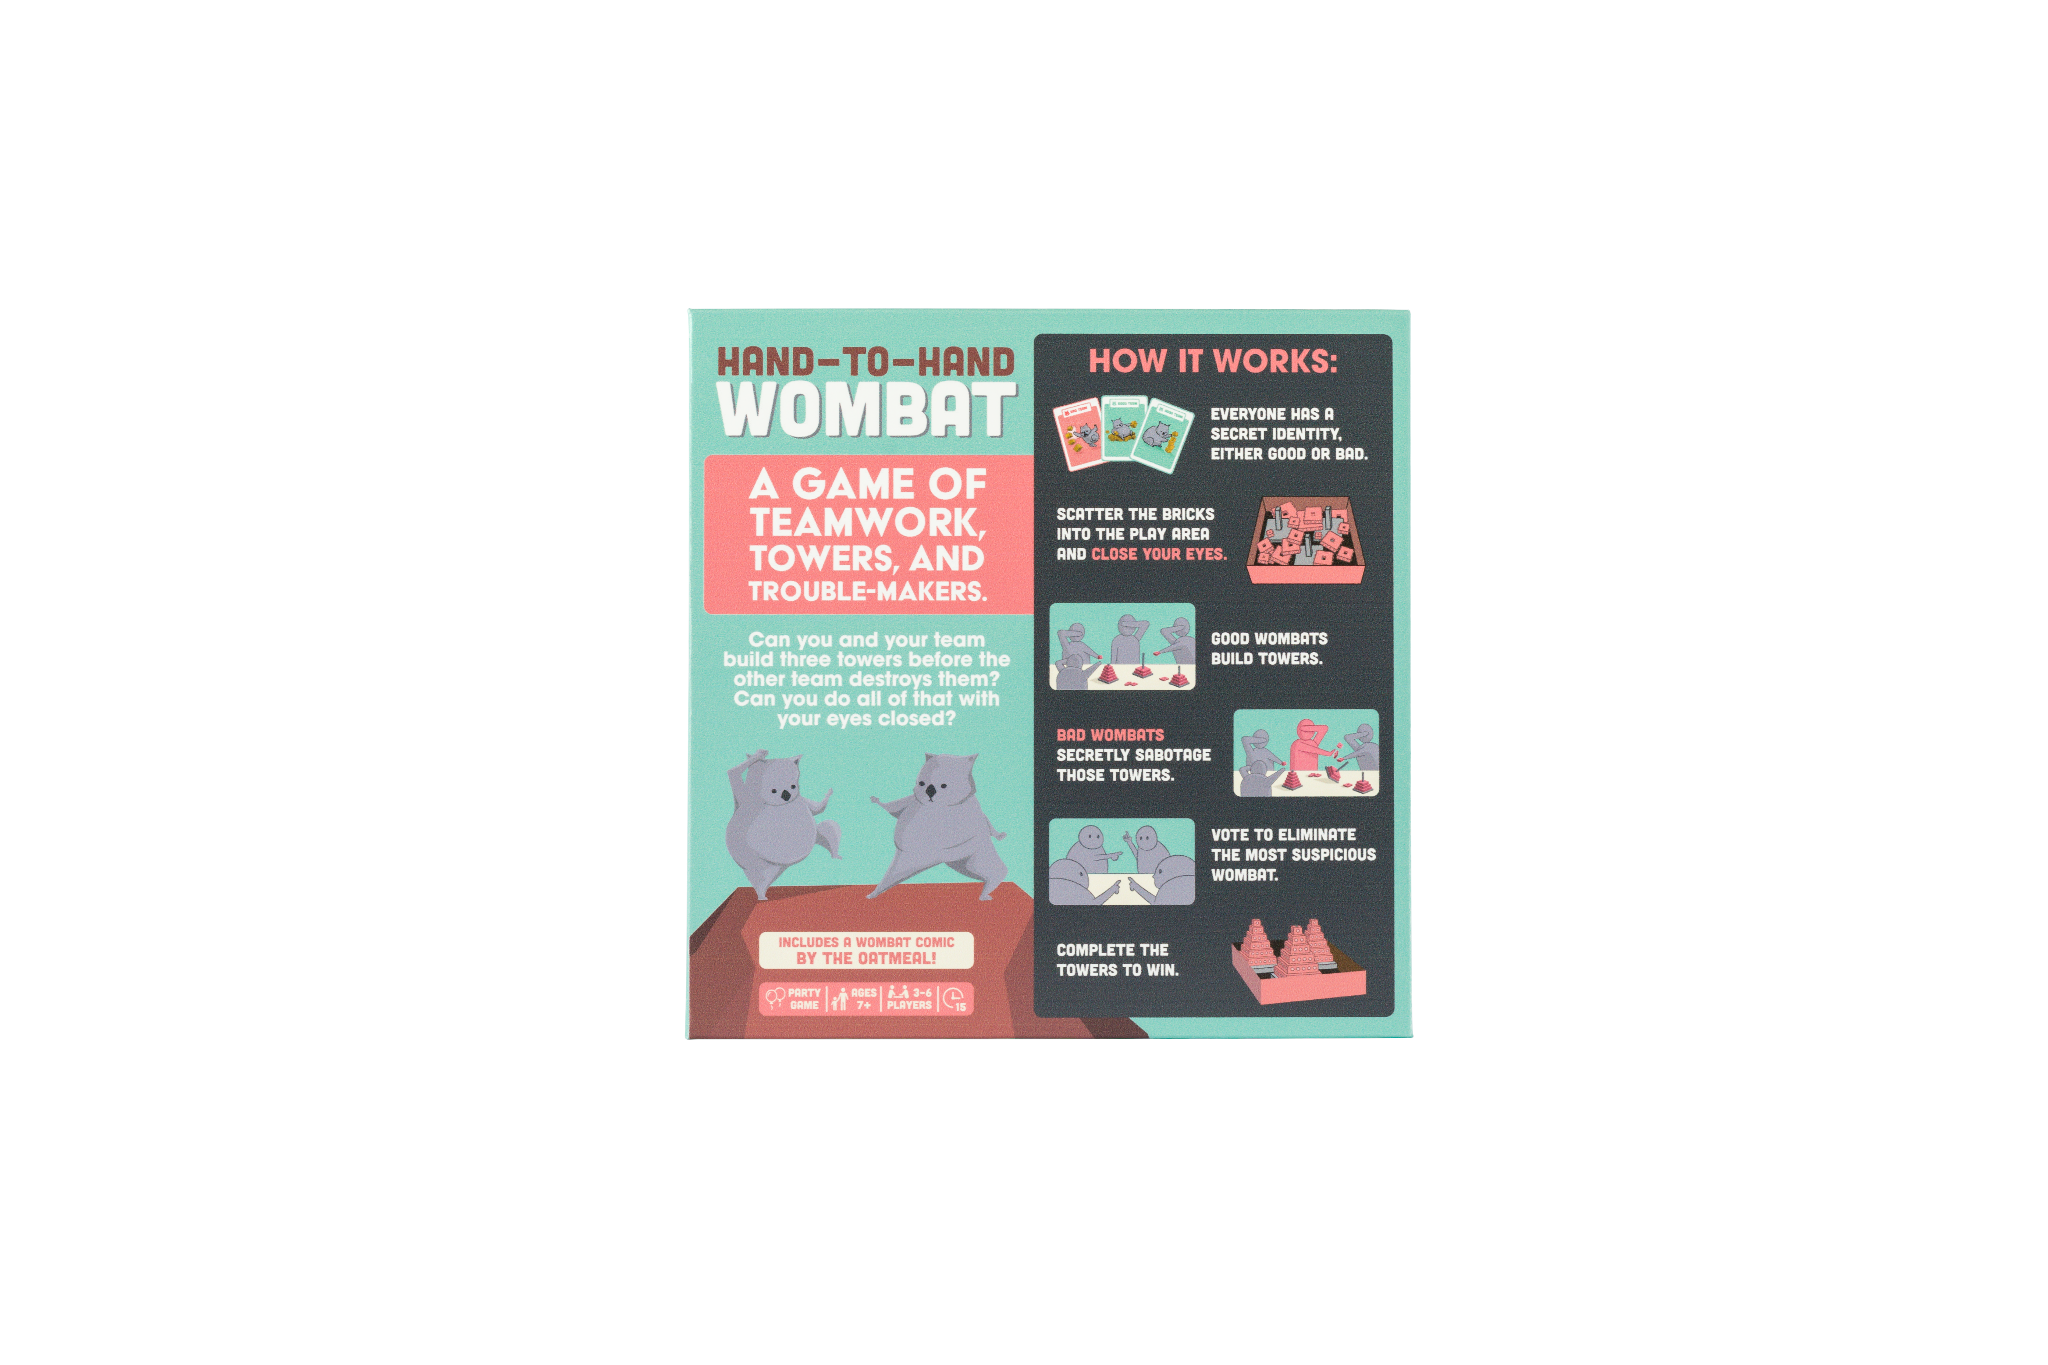 HAND-TO-HAND
WOMBAT
A GAME OF
TEAMWORK,
TOWERS, AND
TROUBLE-MAKERS.
Can you and your team
build three towers before the
other team destroys them?
Can you do all of that with
your eyes closed?
INCLUDES A WOMBAT COMIC
BY THE OATMEAL!
PARTY
GAME
AGES
7+
3-6
PLAYERS
15
HOW IT WORKS:
EVERYONE HAS A
SECRET IDENTITY,
EITHER GOOD OR BAD.
SCATTER THE BRICKS
INTO THE PLAY AREA
AND CLOSE YOUR EYES.
GOOD WOMBATS
BUILD TOWERS.
BAD WOMBATS
SECRETLY SABOTAGE
THOSE TOWERS.
VOTE TO ELIMINATE
THE MOST SUSPICIOUS
WOMBAT.
COMPLETE THE
TOWERS TO WIN.